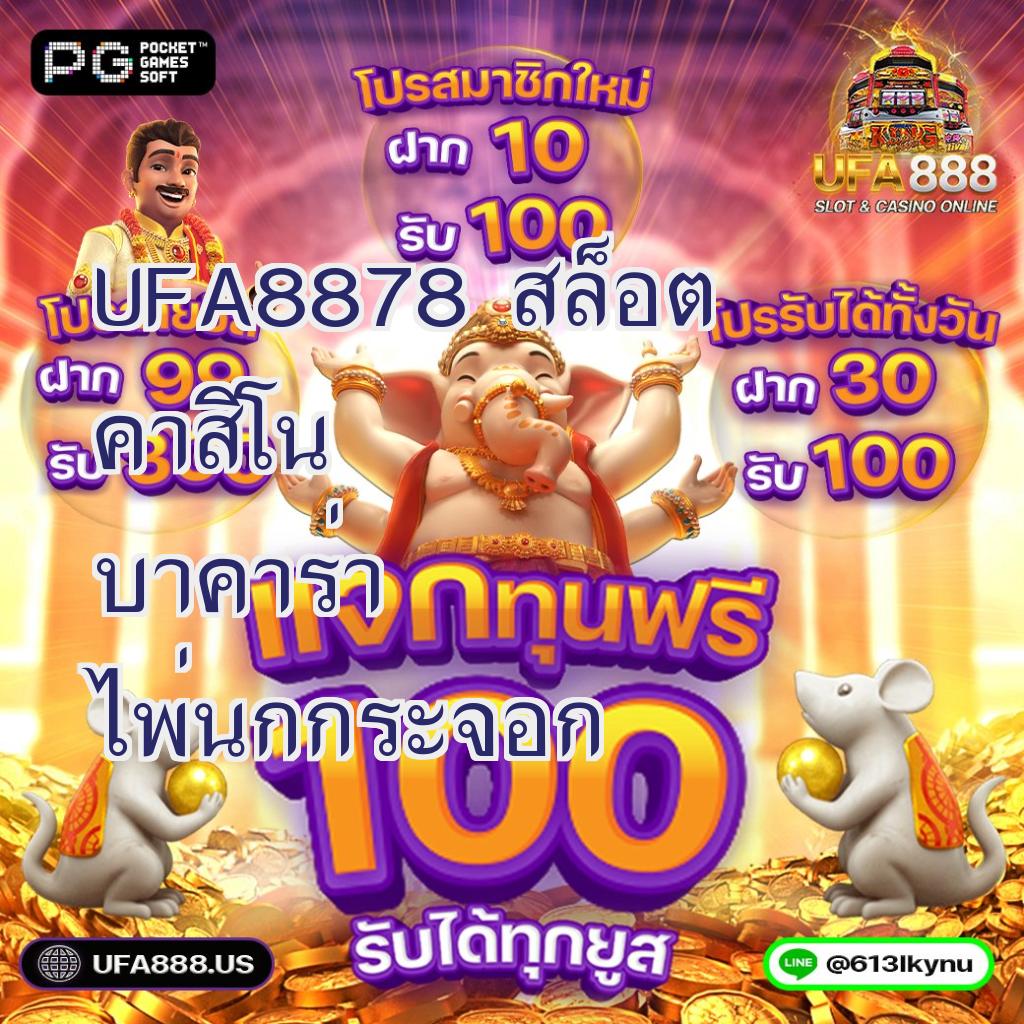 PG POCKET GAMES SOFT™
โปรสมาชิกใหม่
ฝาก 10
รับ 100
UFA888
SLOT & CASINO ONLINE
UFA8878 สล็อต
คาสิโน
บาคาร่า
ไพ่นกกระจอก
ฝาก 99
รับ
โปรรับได้ทั้งวัน
ฝาก 30
รับ 100
แจกทุนฟรี
100
รับได้ทุกยูส
UFA888.US
LINE @613lkynu